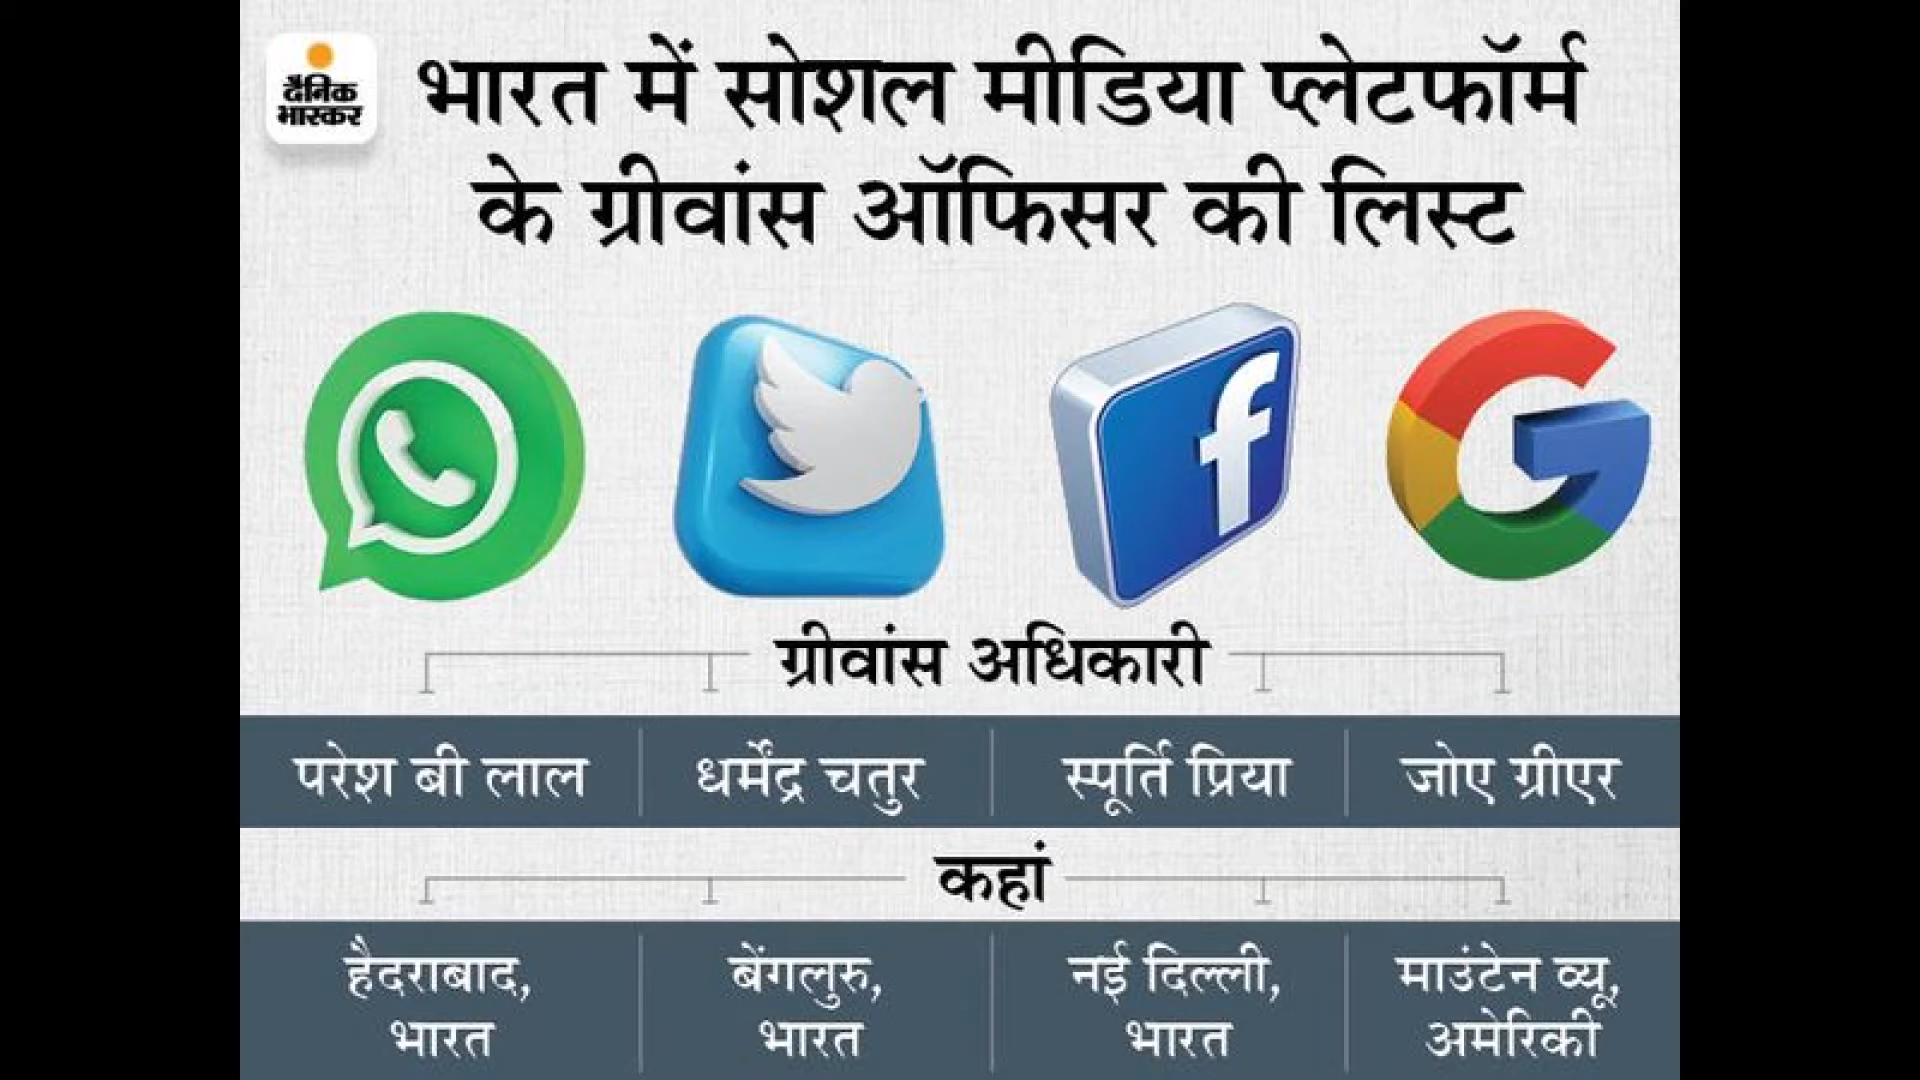 दैनिक
भास्कर
भारत में सोशल मीडिया प्लेटफॉर्म
के ग्रीवांस ऑफिसर की लिस्ट
ग्रीवांस अधिकारी
परेश बी लाल
धर्मेंद्र चतुर
स्पूर्ति प्रिया
जोए ग्रीएर
कहां
हैदराबाद,
भारत
बेंगलुरु,
भारत
नई दिल्ली,
भारत
माउंटेन व्यू,
अमेरिकी